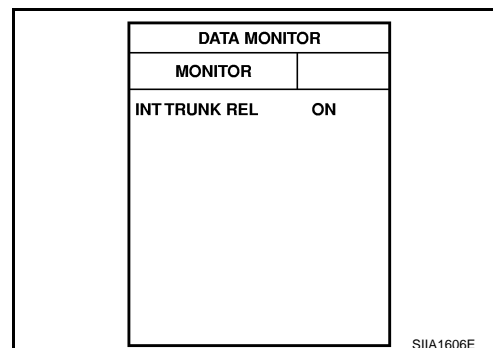 DATA MONITOR
MONITOR
INT TRUNK REL ON
SIIA1606E